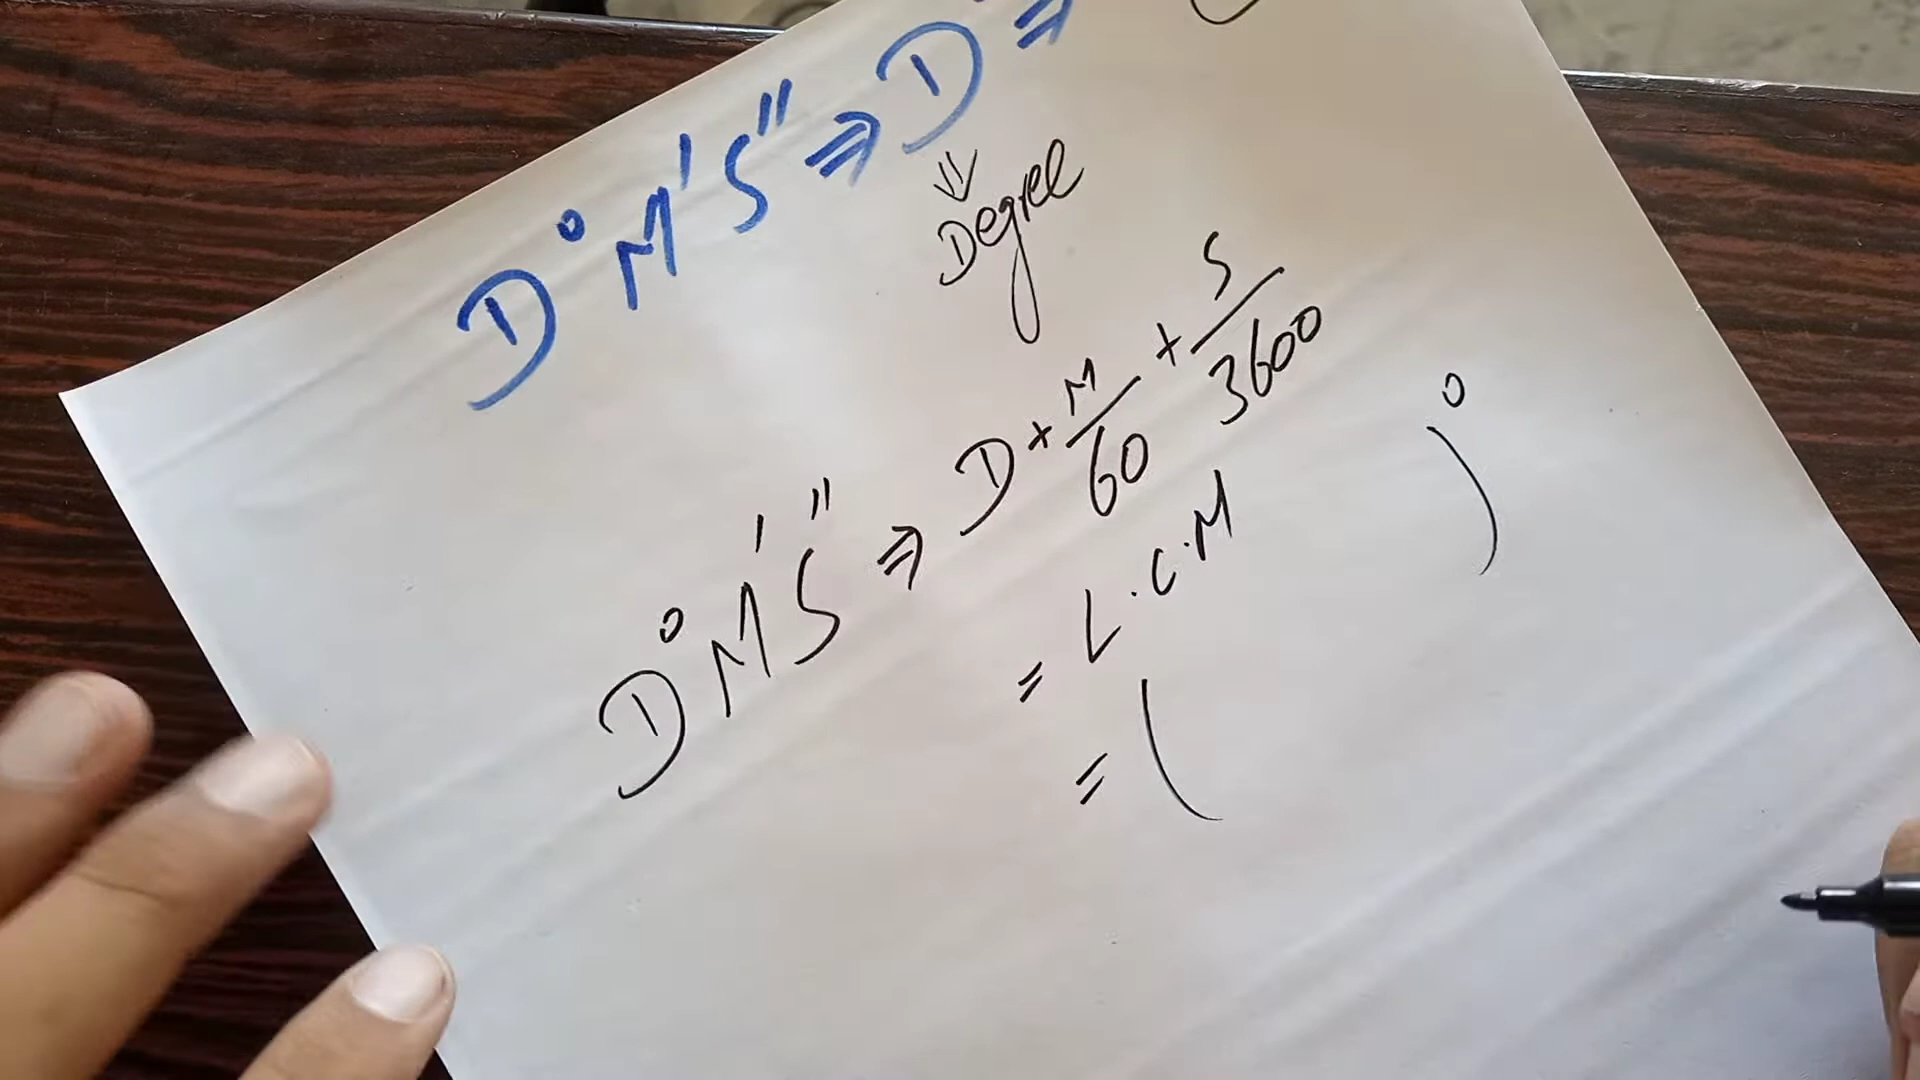 D° M' S" ⇒ D° ⇒
⇓
Degree
D° M' S" ⇒ D + M/60 + S/3600
= L.C.M
= ( )°